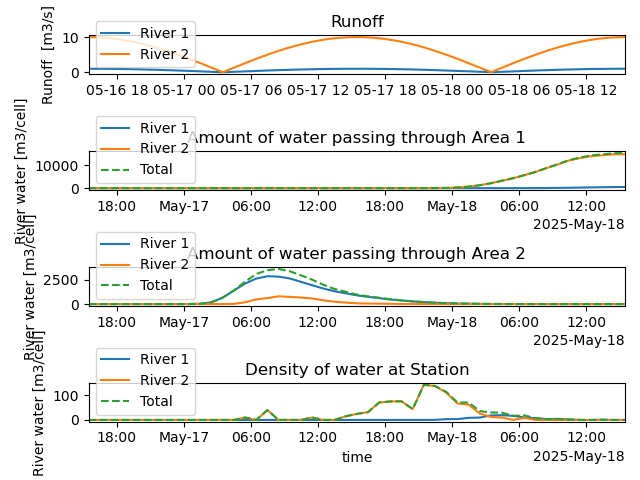 Runoff
Runoff  [m3/s]
River 1
River 2
10
0
05-16 18 05-17 00 05-17 06 05-17 12 05-17 18 05-18 00 05-18 06 05-18 12
Amount of water passing through Area 1
River water [m3/cell]
River 1
River 2
Total
10000
0
18:00 May-17 06:00 12:00 18:00 May-18 06:00 12:00
2025-May-18
Amount of water passing through Area 2
River water [m3/cell]
River 1
River 2
Total
2500
0
18:00 May-17 06:00 12:00 18:00 May-18 06:00 12:00
2025-May-18
Density of water at Station
River water [m3/cell]
River 1
River 2
Total
100
0
18:00 May-17 06:00 12:00 18:00 May-18 06:00 12:00
time
2025-May-18